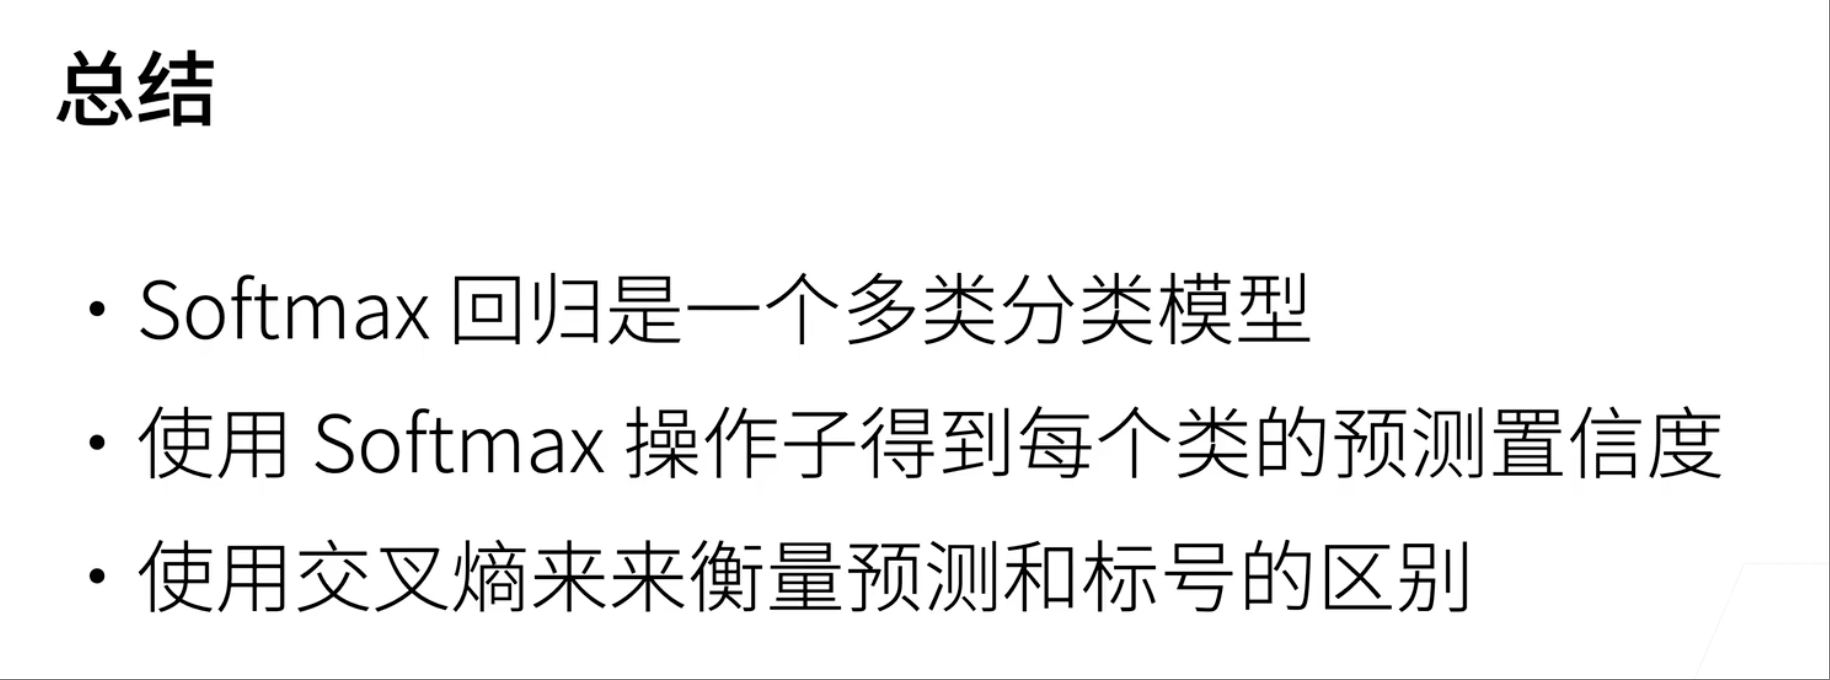 总结
• Softmax 回归是一个多类分类模型
• 使用 Softmax 操作子得到每个类的预测置信度
• 使用交叉熵来来衡量预测和标号的区别